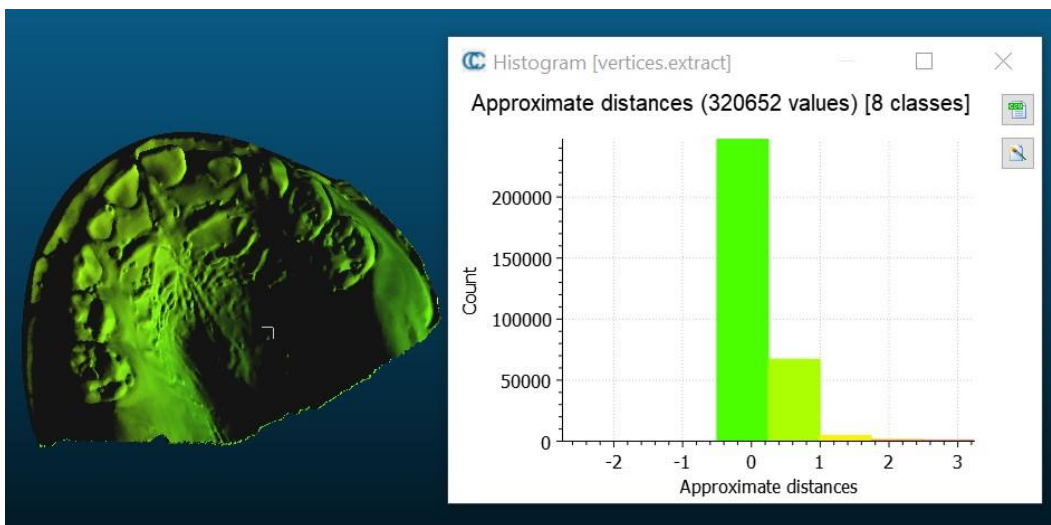 Histogram [vertices.extract]
Approximate distances (320652 values) [8 classes]
200000
150000
100000
50000
0
Count
-2 -1 0 1 2 3
Approximate distances